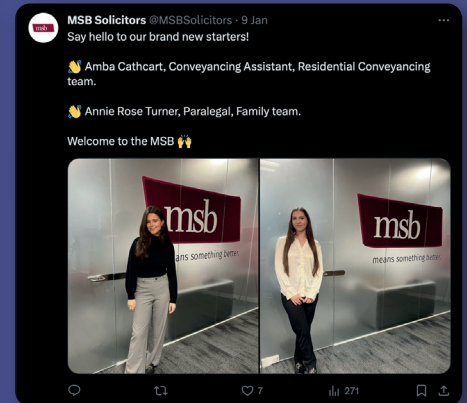 MSB Solicitors @MSBSolicitors · 9 Jan
msb
Say hello to our brand new starters!
👋 Amba Cathcart, Conveyancing Assistant, Residential Conveyancing
team.
👋 Annie Rose Turner, Paralegal, Family team.
Welcome to the MSB 🙌
msb
ans something better.
msb
means something better.
7
271